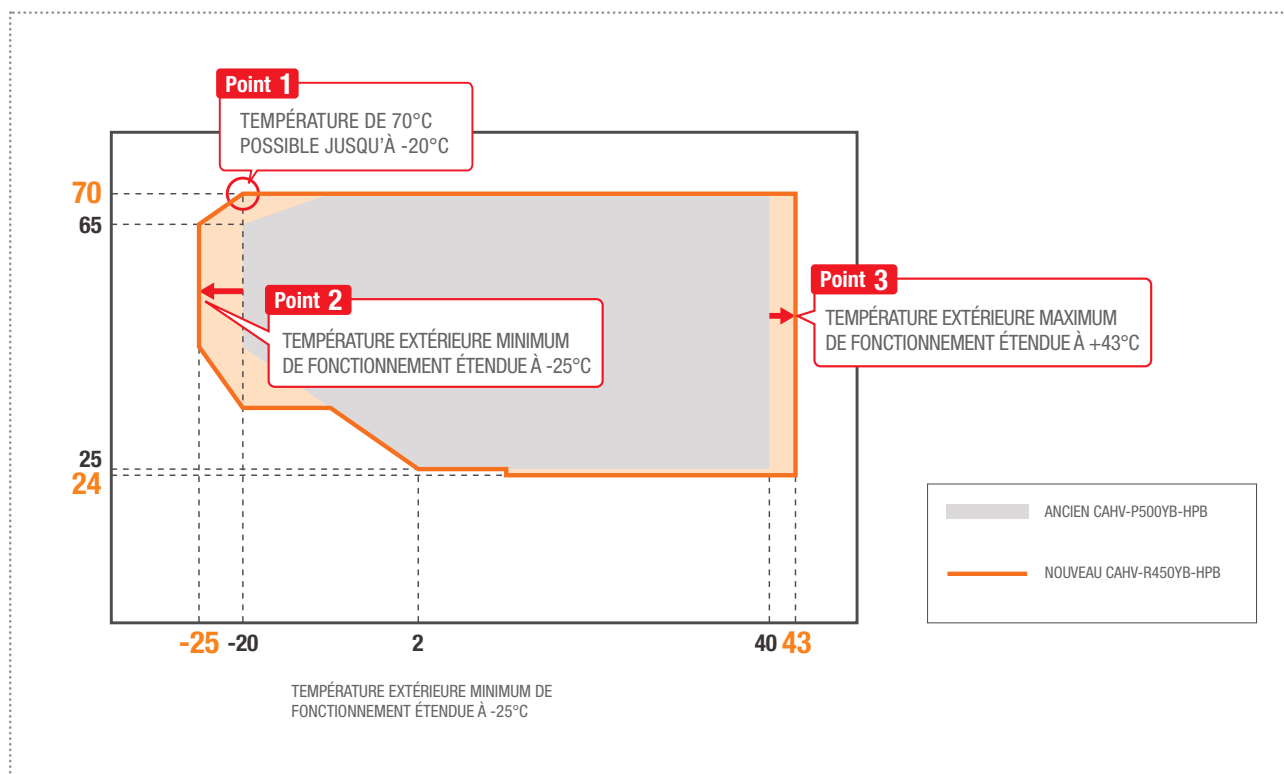 Point 1
TEMPÉRATURE DE 70°C
POSSIBLE JUSQU'À -20°C
70
65
Point 2
TEMPÉRATURE EXTÉRIEURE MINIMUM
DE FONCTIONNEMENT ÉTENDUE À -25°C
Point 3
TEMPÉRATURE EXTÉRIEURE MAXIMUM
DE FONCTIONNEMENT ÉTENDUE À +43°C
25
24
ANCIEN CAHV-P500YB-HPB
NOUVEAU CAHV-R450YB-HPB
-25 -20 2 40 43
TEMPÉRATURE EXTÉRIEURE MINIMUM DE
FONCTIONNEMENT ÉTENDUE À -25°C